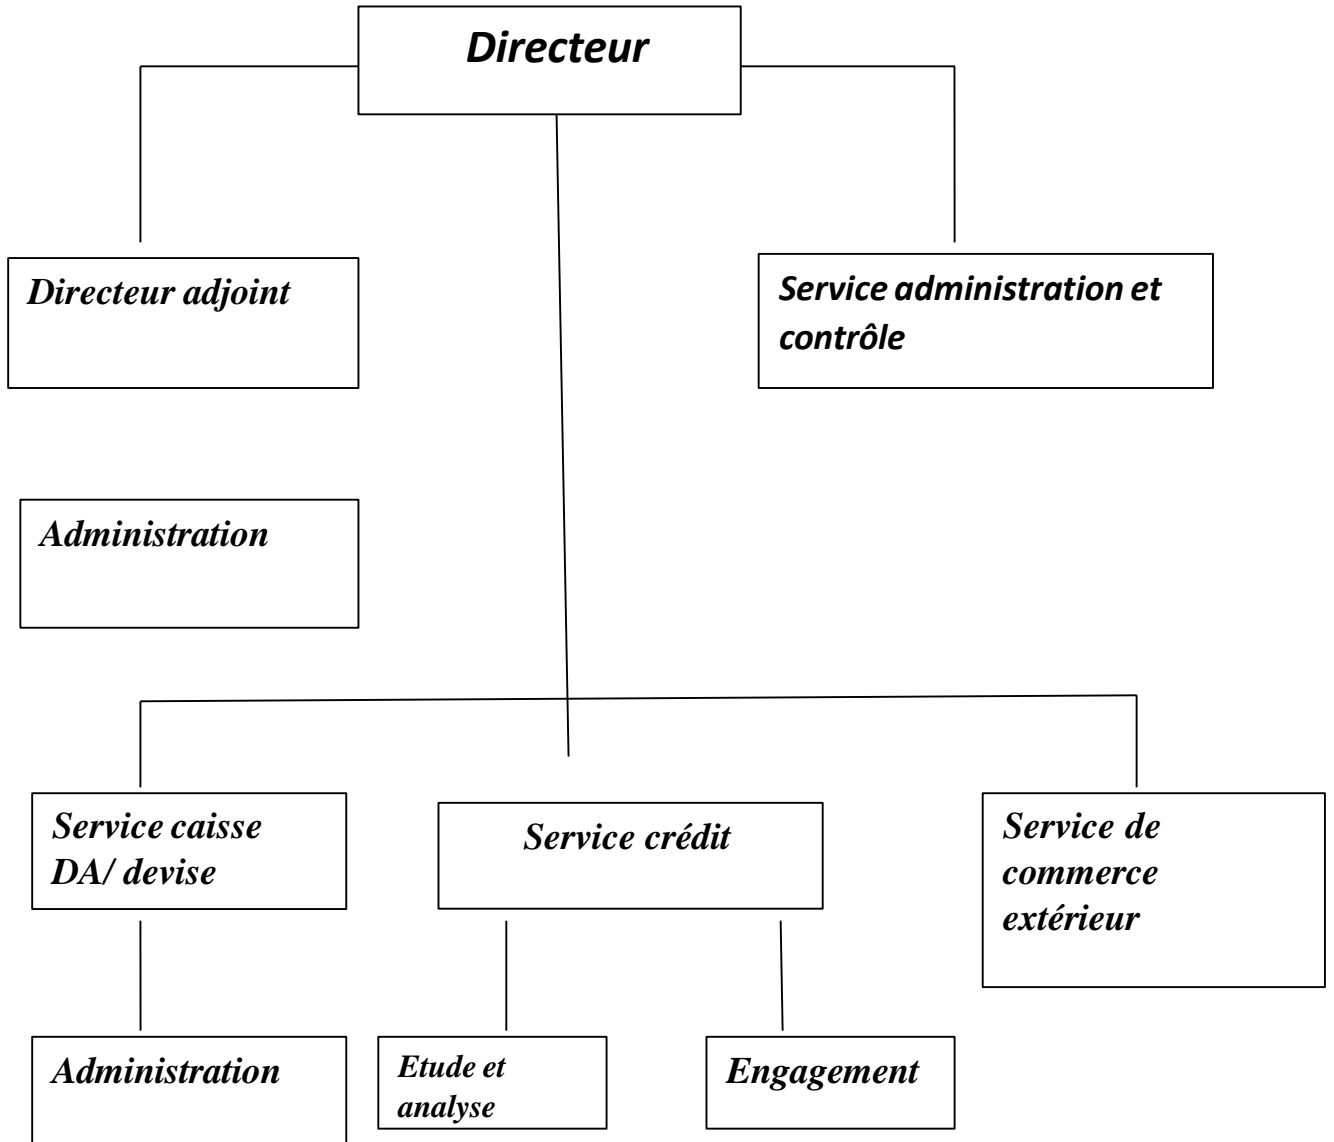 Directeur
Directeur adjoint
Service administration et
contrôle
Administration
Service caisse
DA/ devise
Service crédit
Service de
commerce
extérieur
Administration
Etude et
analyse
Engagement